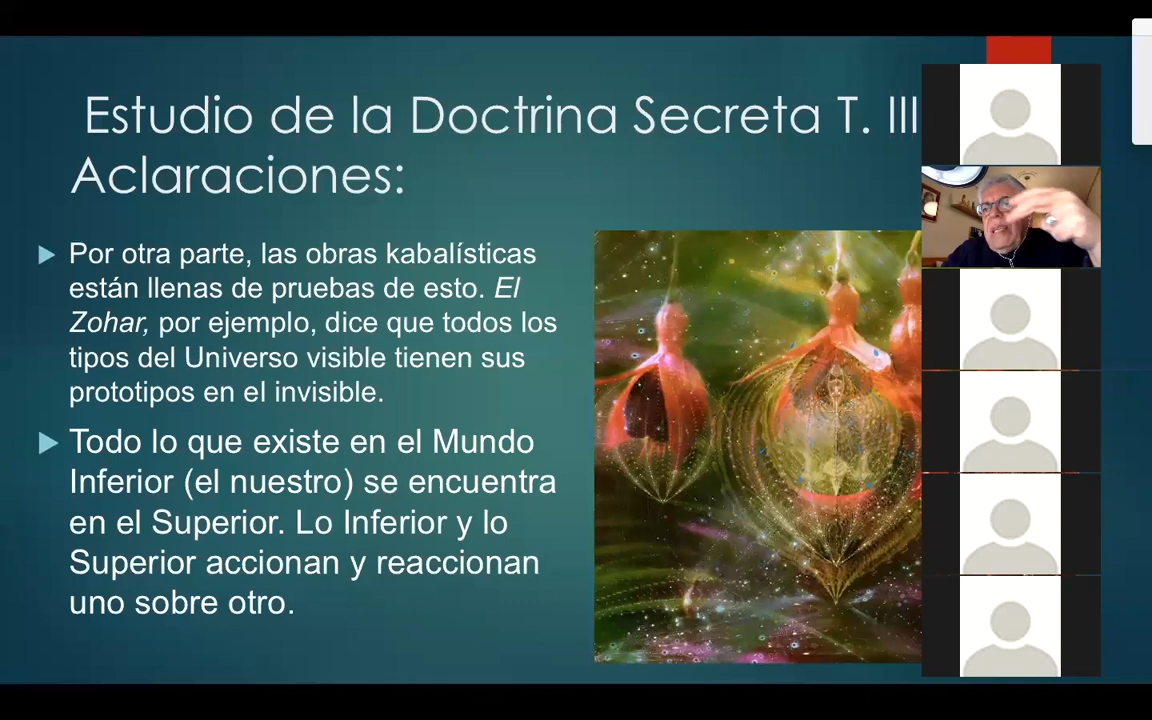 Estudio de la Doctrina Secreta T. III
Aclaraciones:
Por otra parte, las obras kabalísticas
están llenas de pruebas de esto. El
Zohar, por ejemplo, dice que todos los
tipos del Universo visible tienen sus
prototipos en el invisible.
Todo lo que existe en el Mundo
Inferior (el nuestro) se encuentra
en el Superior. Lo Inferior y lo
Superior accionan y reaccionan
uno sobre otro.